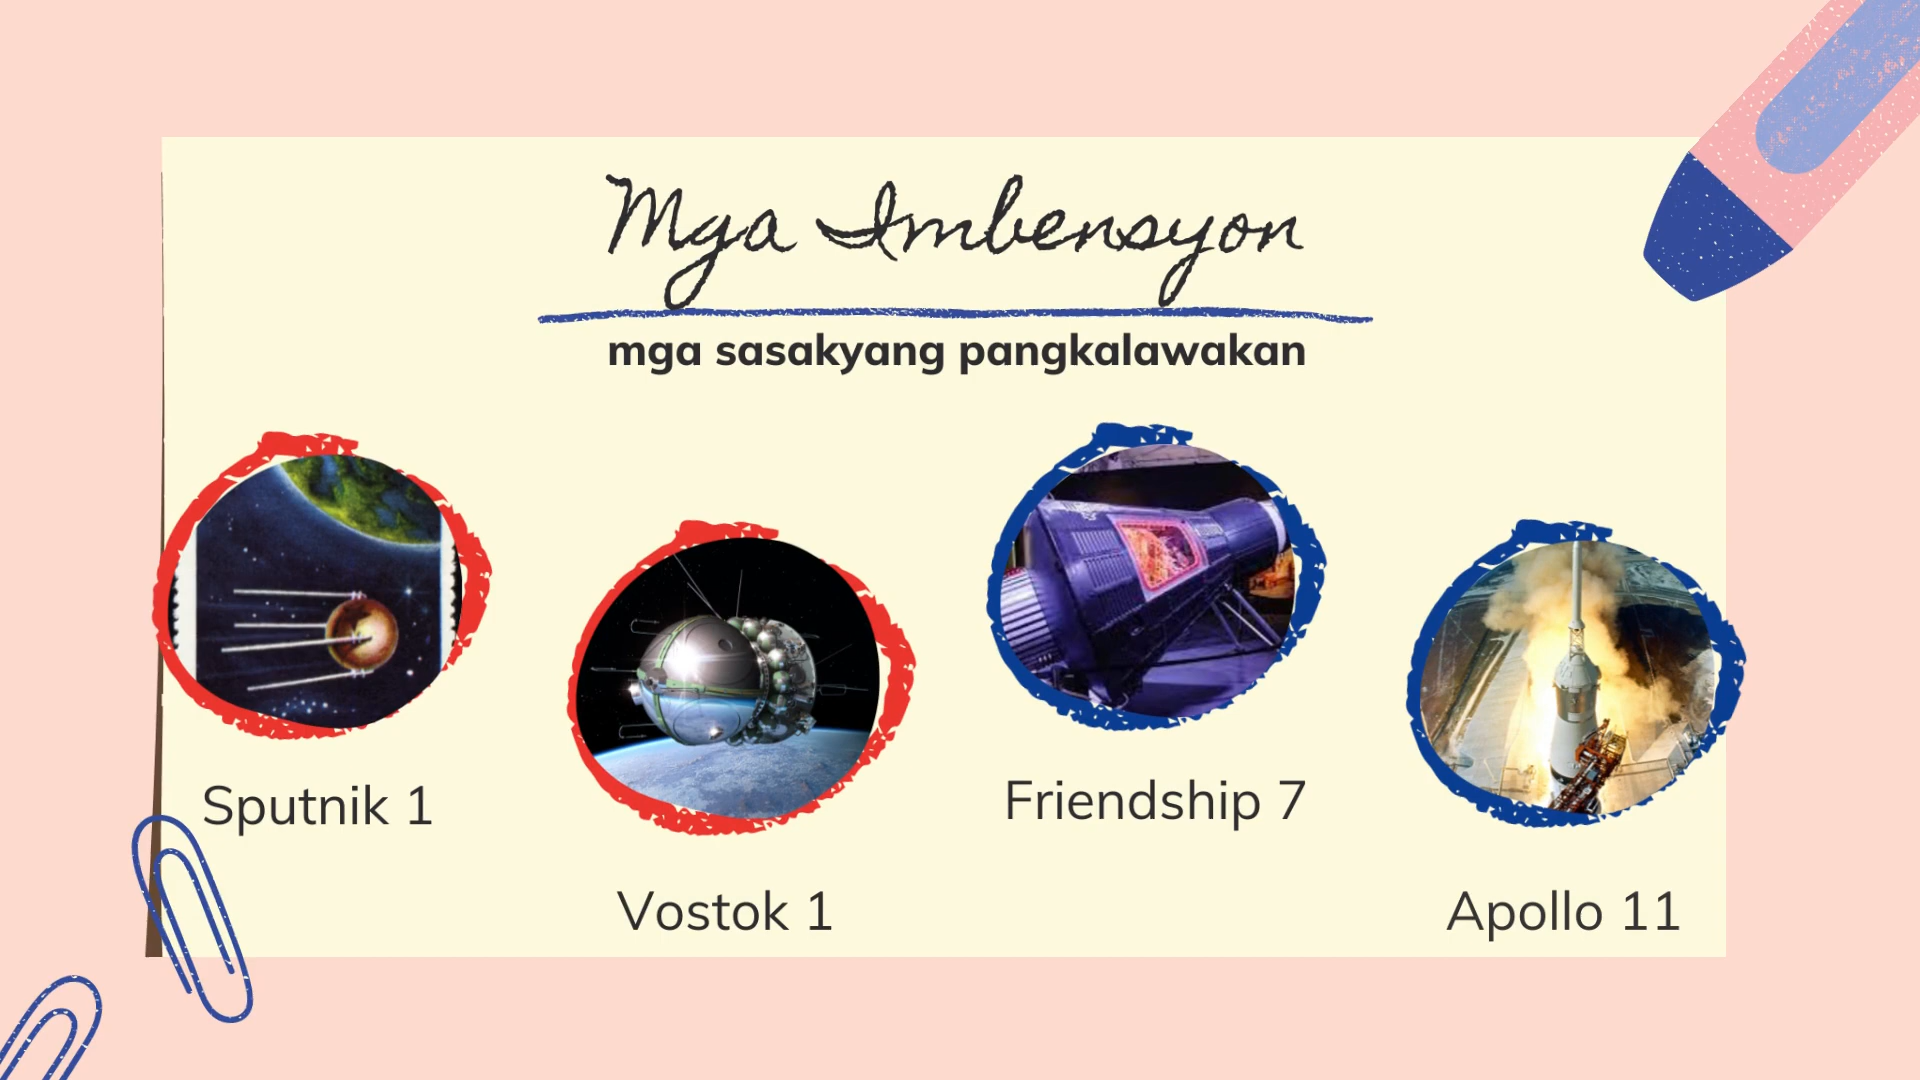 Mga Imbensyon
mga sasakyang pangkalawakan
Sputnik 1
Vostok 1
Friendship 7
Apollo 11